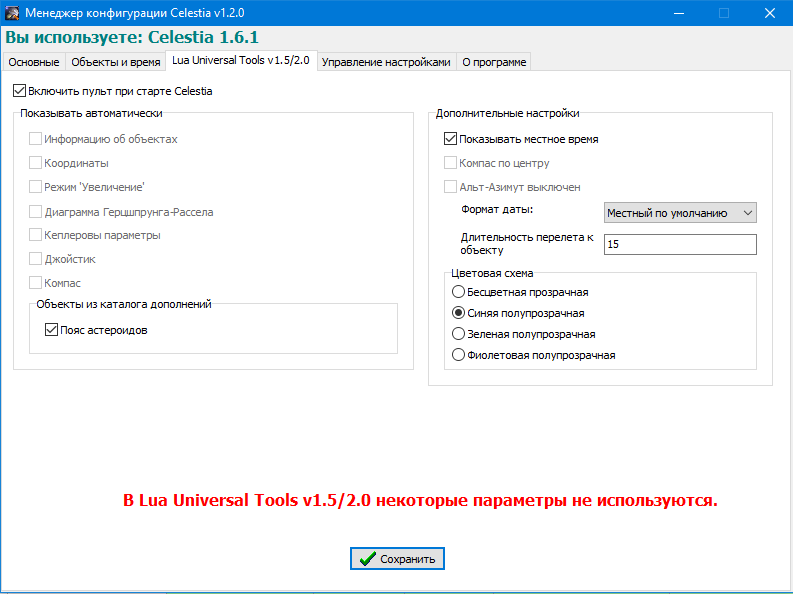 Менеджер конфигурации Celestia v1.2.0
Вы используете: Celestia 1.6.1
Основные Объекты и время Lua Universal Tools v1.5/2.0 Управление настройками О программе
Включить пульт при старте Celestia
Показывать автоматически
Информацию об объектах
Координаты
Режим 'Увеличение'
Диаграмма Герцшпрунга-Рассела
Кеплеровы параметры
Джойстик
Компас
Объекты из каталога дополнений
Пояс астероидов
Дополнительные настройки
Показывать местное время
Компас по центру
Альт-Азимут выключен
Формат даты: Местный по умолчанию
Длительность перелета к
объекту
15
Цветовая схема
Бесцветная прозрачная
Синяя полупрозрачная
Зеленая полупрозрачная
Фиолетовая полупрозрачная
В Lua Universal Tools v1.5/2.0 некоторые параметры не используются.
Сохранить